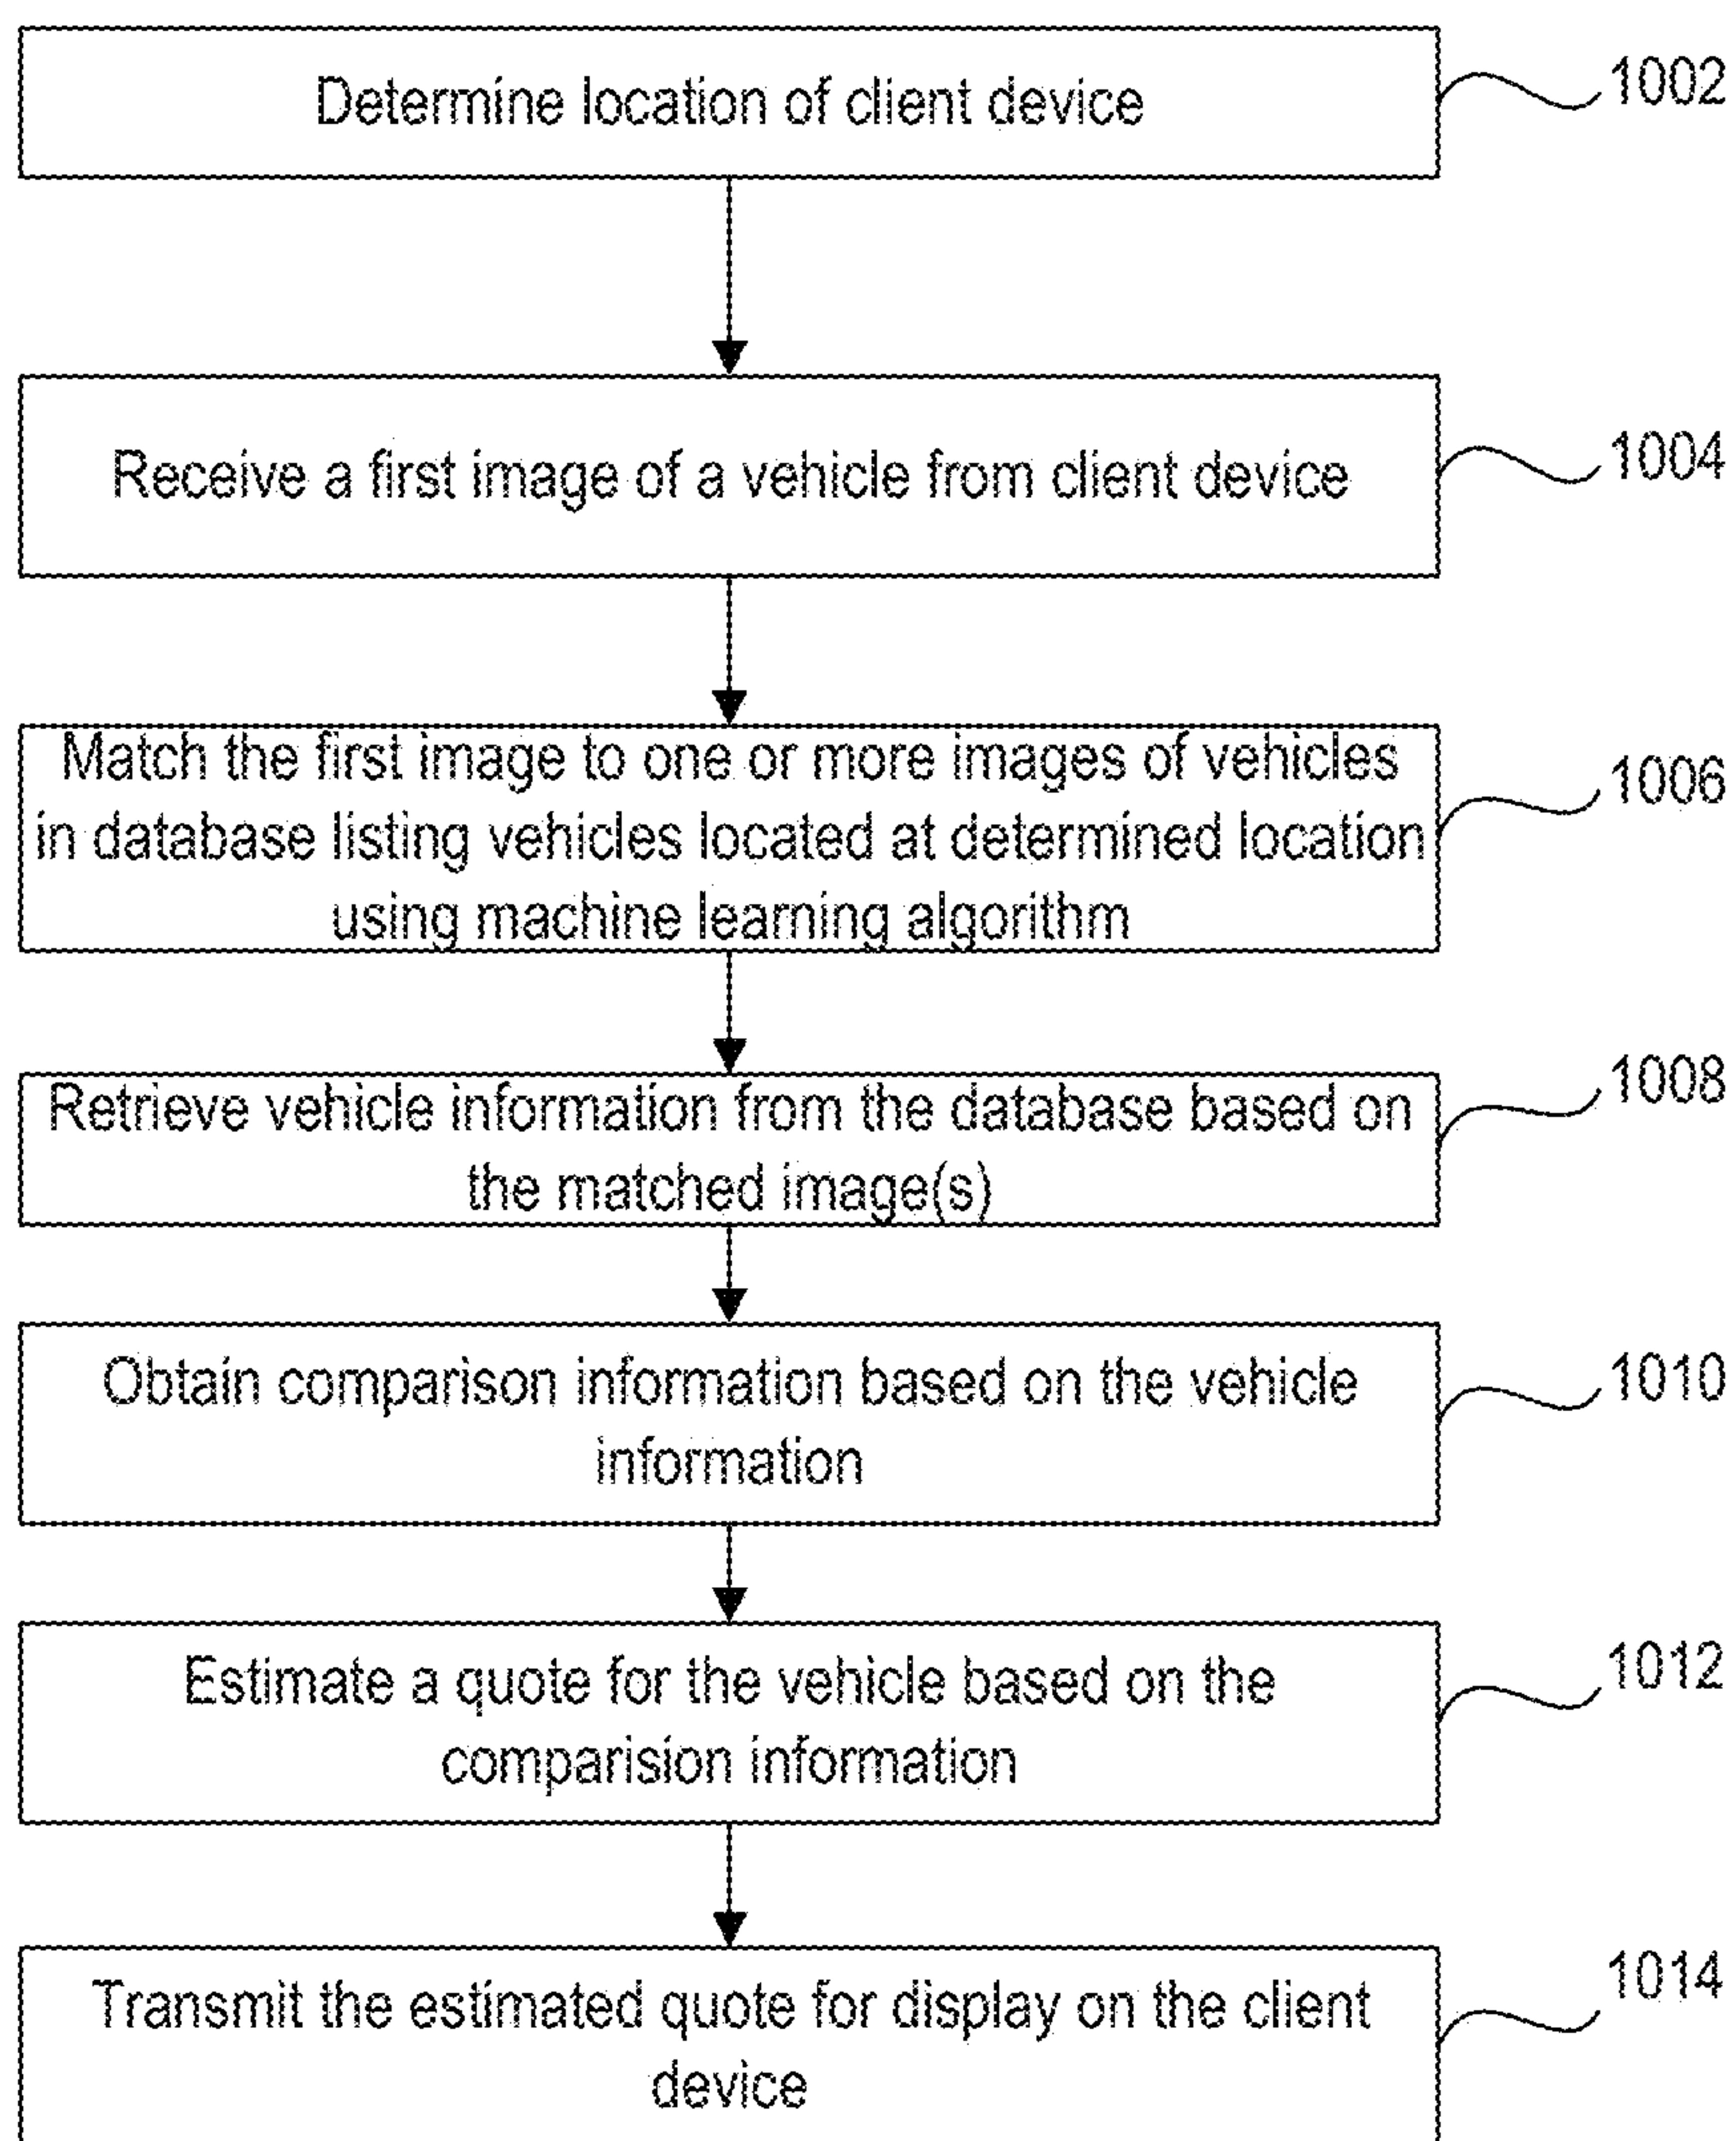 Determine location of client device
1002
Receive a first image of a vehicle from client device
1004
Match the first image to one or more images of vehicles
in database listing vehicles located at determined location
using machine learning algorithm
1006
Retrieve vehicle information from the database based on
the matched image(s)
1008
Obtain comparison information based on the vehicle
information
1010
Estimate a quote for the vehicle based on the
comparision information
1012
Transmit the estimated quote for display on the client
device
1014